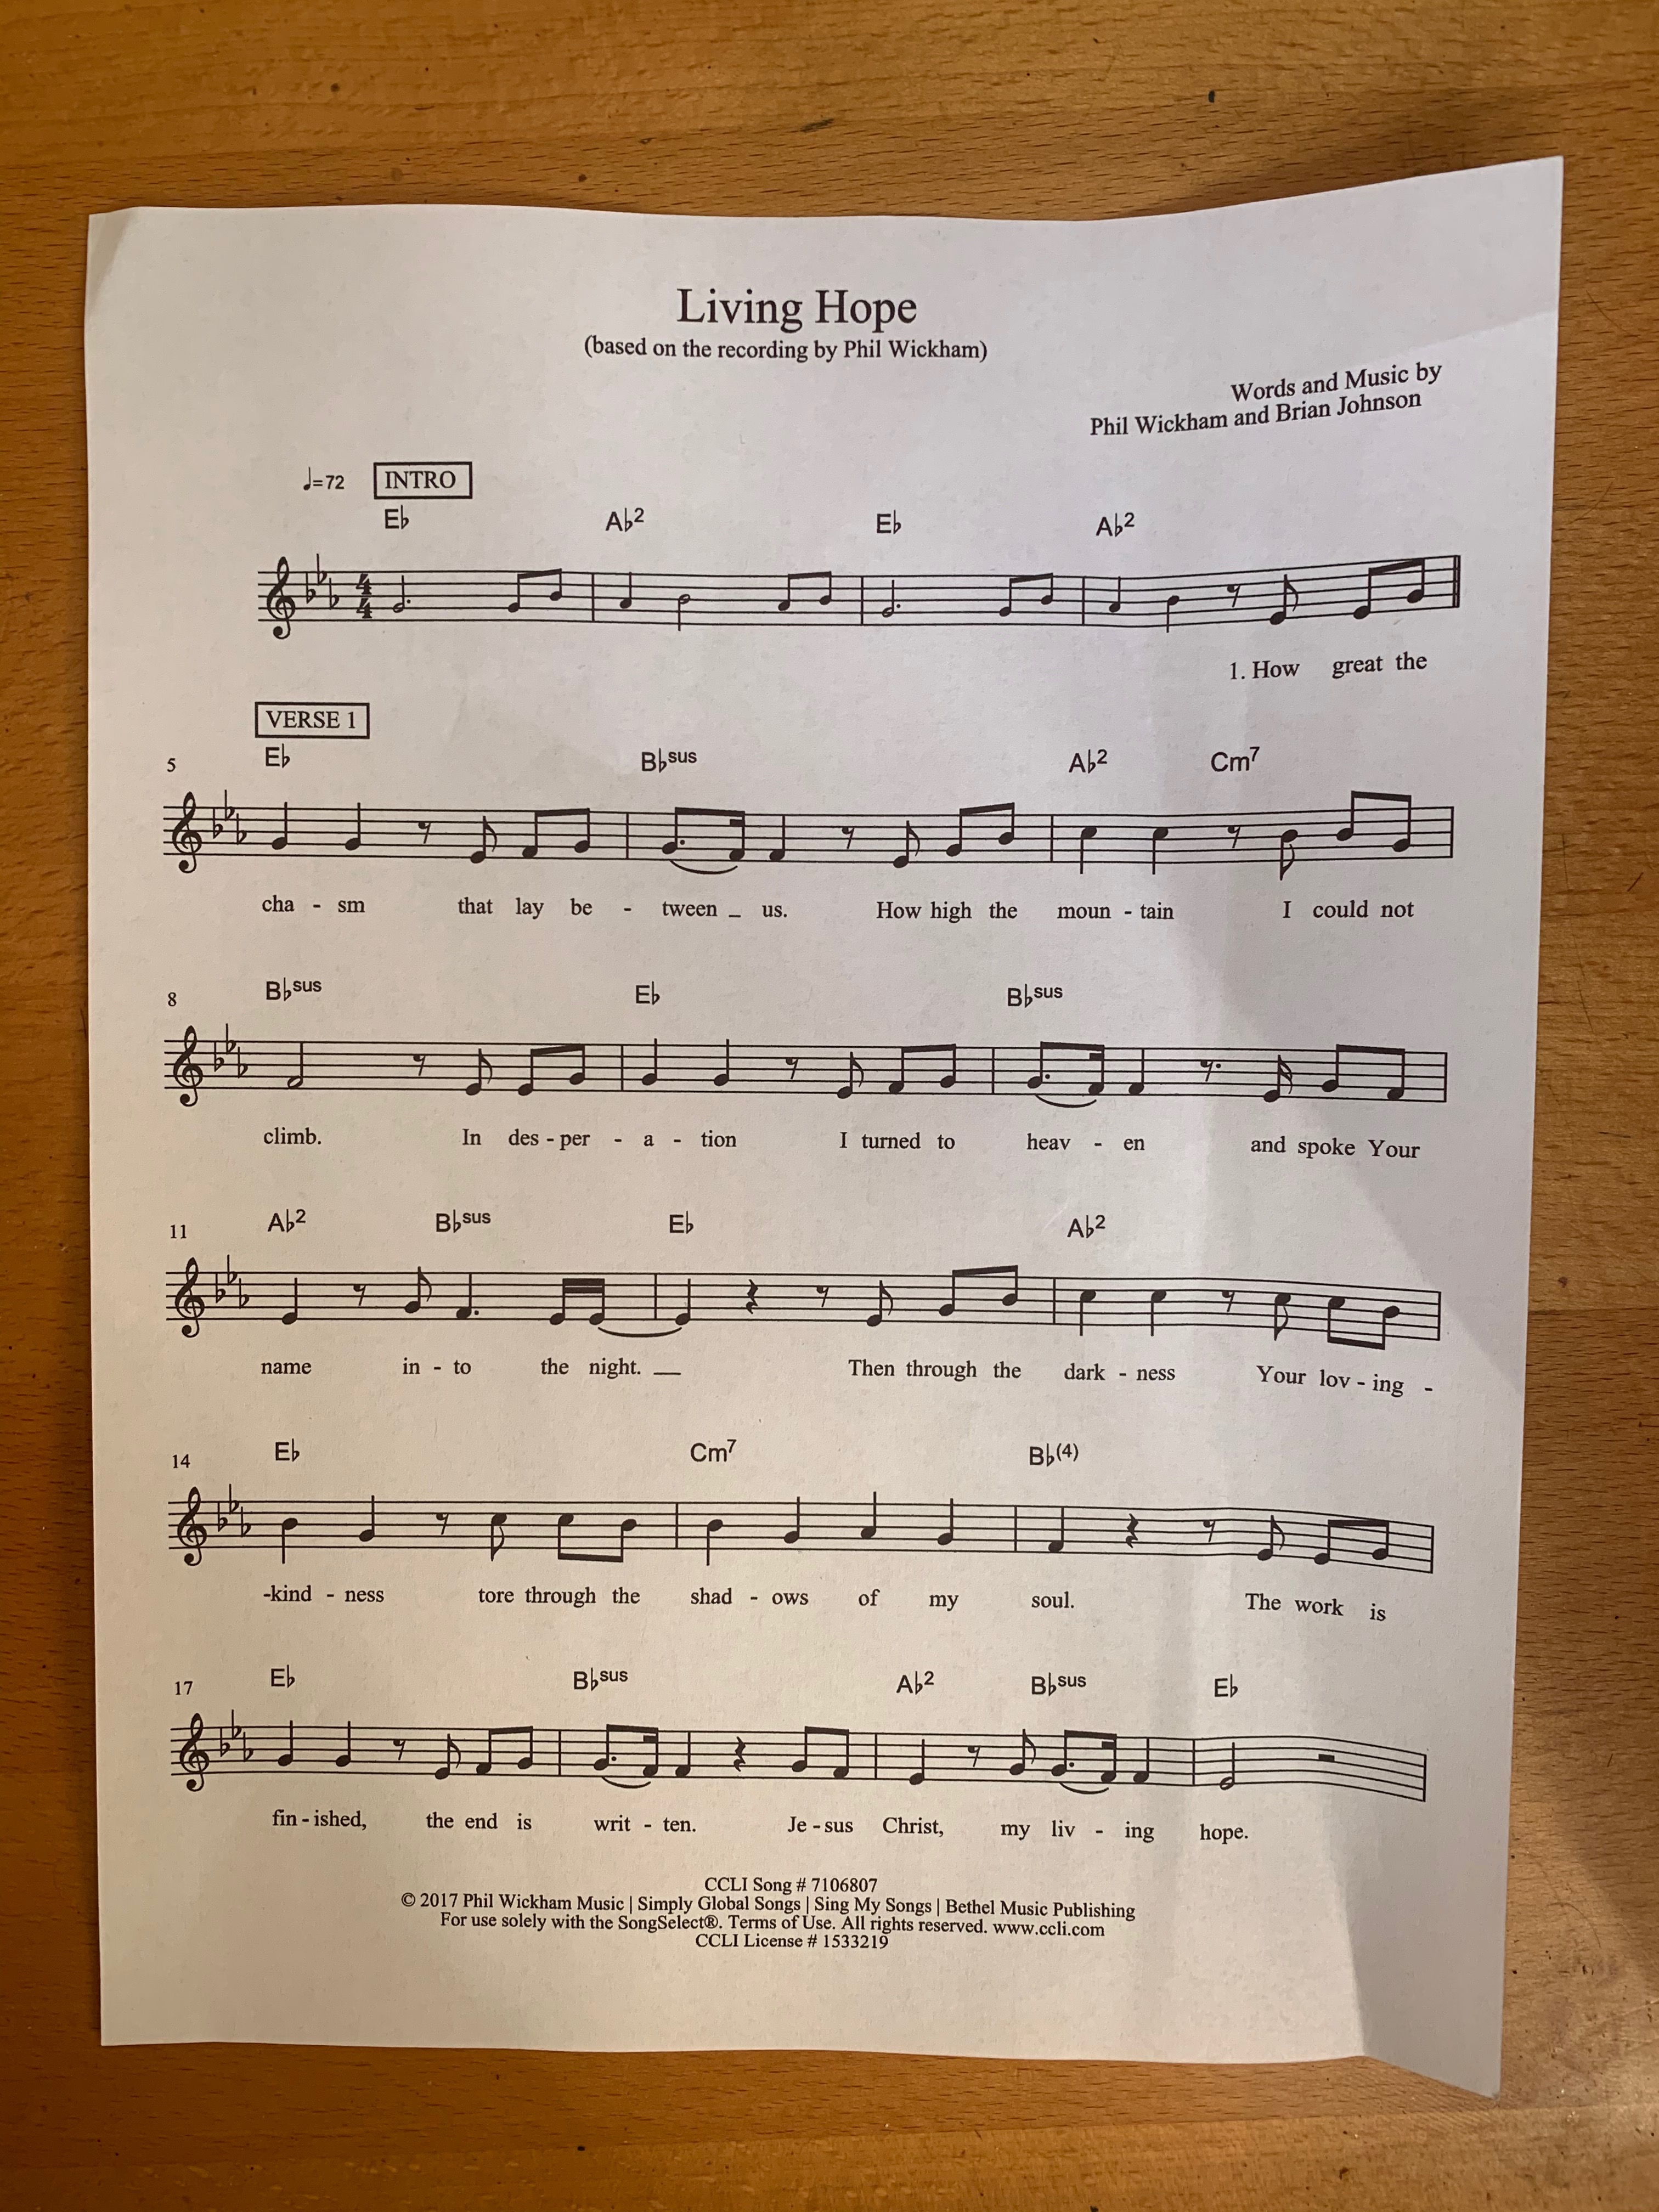 Living Hope
(based on the recording by Phil Wickham)
Words and Music by
Phil Wickham and Brian Johnson
♩=72 INTRO
E♭ A♭2 E♭ A♭2
1. How great the
VERSE 1
5 E♭ B♭sus A♭2 Cm7
cha - sm that lay be - tween _ us. How high the moun - tain I could not
8 B♭sus E♭ B♭sus
climb. In des - per - a - tion I turned to heav - en and spoke Your
11 A♭2 B♭sus E♭ A♭2
name in - to the night. __ Then through the dark - ness Your lov - ing -
14 E♭ Cm7 B♭(4)
-kind - ness tore through the shad - ows of my soul. The work is
17 E♭ B♭sus A♭2 B♭sus E♭
fin - ished, the end is writ - ten. Je - sus Christ, my liv - ing hope.
CCLI Song # 7106807
© 2017 Phil Wickham Music | Simply Global Songs | Sing My Songs | Bethel Music Publishing
For use solely with the SongSelect®. Terms of Use. All rights reserved. www.ccli.com
CCLI License # 1533219